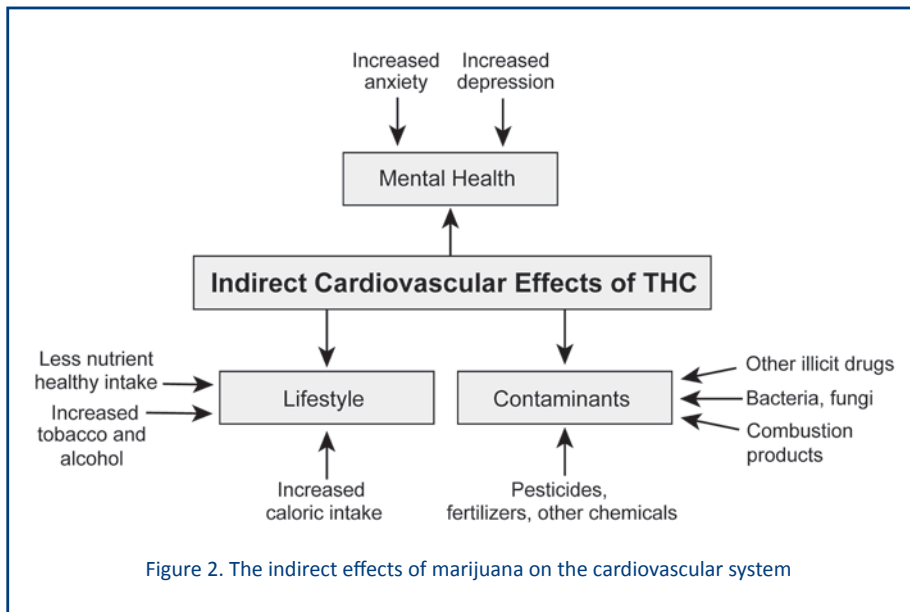 Increased
anxiety
Increased
depression
Mental Health
Indirect Cardiovascular Effects of THC
Less nutrient
healthy intake
Increased
tobacco and
alcohol
Lifestyle
Increased
caloric intake
Contaminants
Other illicit drugs
Bacteria, fungi
Combustion
products
Pesticides,
fertilizers, other chemicals
Figure 2. The indirect effects of marijuana on the cardiovascular system